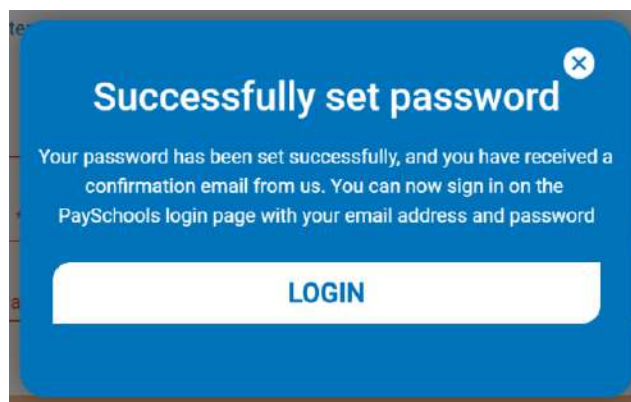 Successfully set password
Your password has been set successfully, and you have received a
confirmation email from us. You can now sign in on the
PaySchools login page with your email address and password
LOGIN